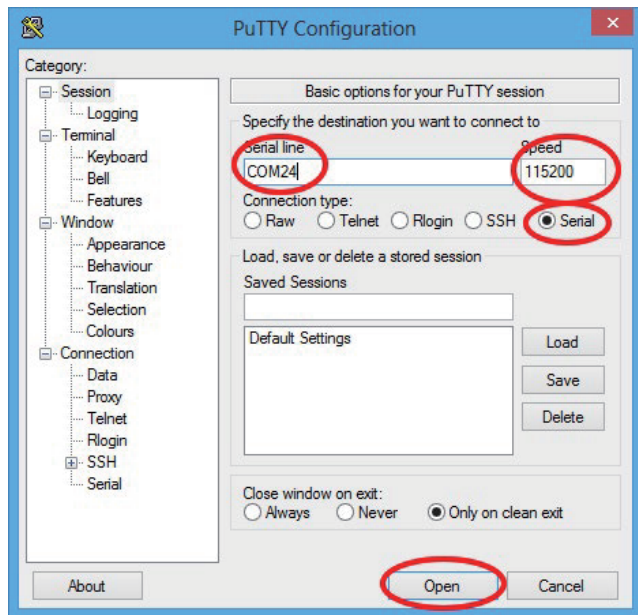 PuTTY Configuration
Category:
Session
Logging
Terminal
Keyboard
Bell
Features
Window
Appearance
Behaviour
Translation
Selection
Colours
Connection
Data
Proxy
Telnet
Rlogin
SSH
Serial
Basic options for your PuTTY session
Specify the destination you want to connect to
Serial line Speed
COM24 115200
Connection type:
Raw Telnet Rlogin SSH Serial
Load, save or delete a stored session
Saved Sessions
Default Settings
Load
Save
Delete
Close window on exit:
Always Never Only on clean exit
About Open Cancel